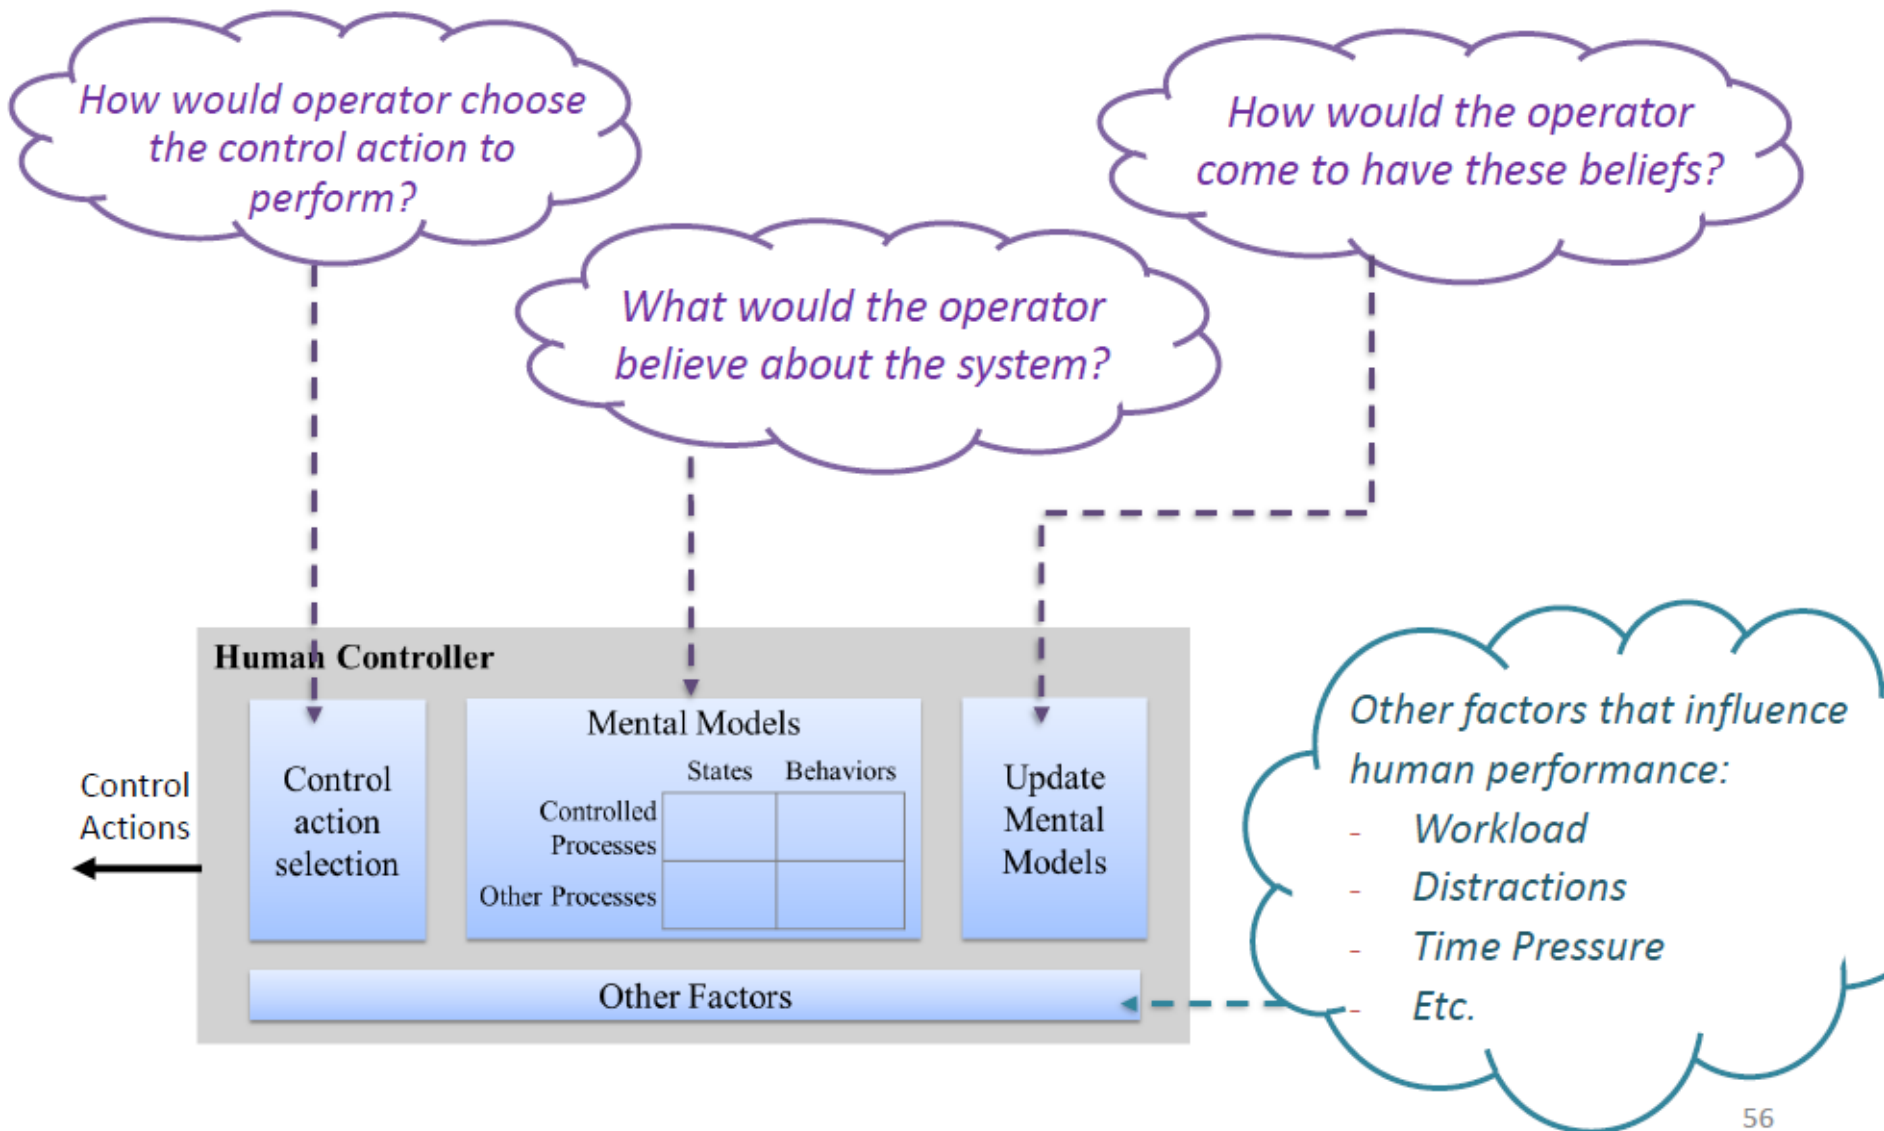 How would operator choose
the control action to
perform?
How would the operator
come to have these beliefs?
What would the operator
believe about the system?
Human Controller
Control
Actions
Control
action
selection
Mental Models
States Behaviors
Controlled
Processes
Other Processes
Update
Mental
Models
Other Factors
Other factors that influence
human performance:
- Workload
- Distractions
- Time Pressure
- Etc.
56